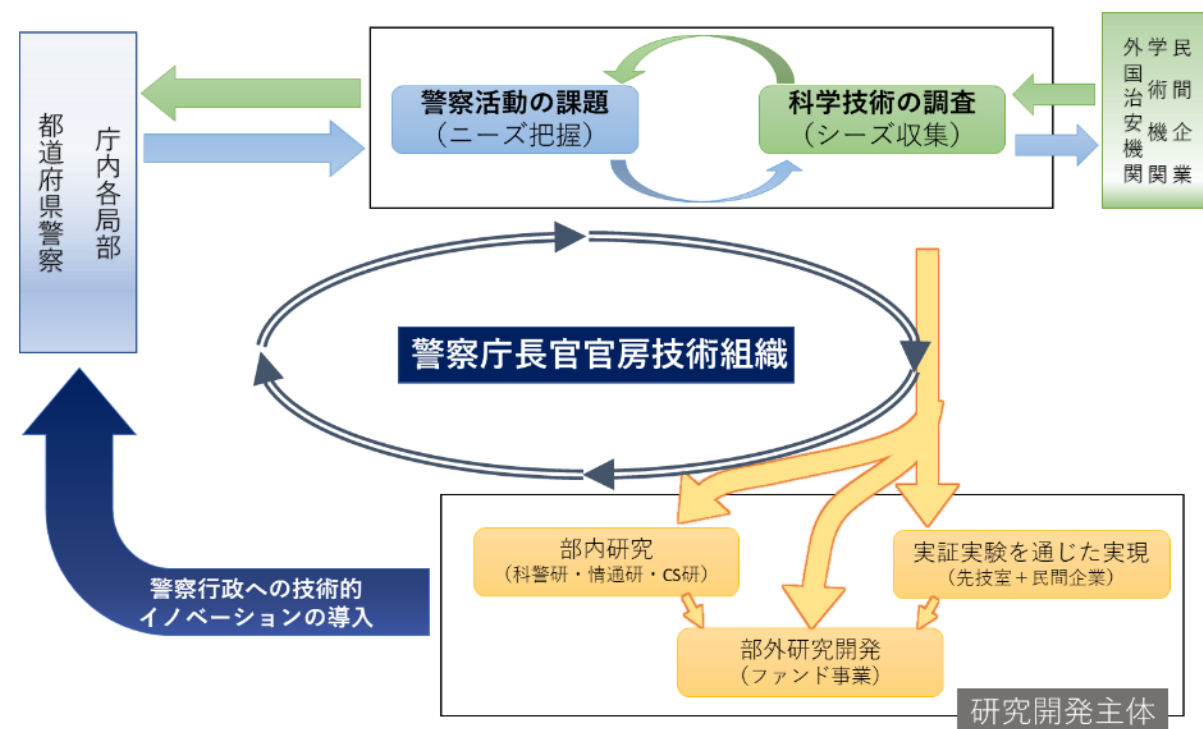 庁内各局部
都道府県警察
警察活動の課題
(ニーズ把握)
科学技術の調査
(シーズ収集)
民間企業
学術機関
外国治安機関
警察庁長官官房技術組織
部内研究
(科警研・情通研・CS研)
実証実験を通じた実現
(先技室+民間企業)
部外研究開発
(ファンド事業)
警察行政への技術的
イノベーションの導入
研究開発主体